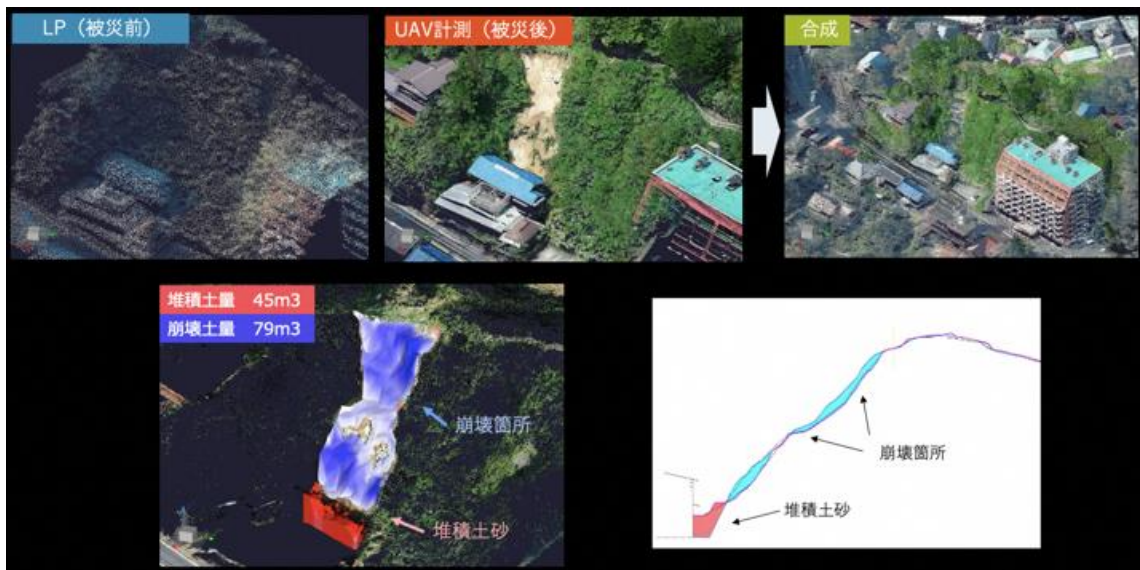 LP（被災前）
UAV計測（被災後）
合成
堆積土量 45m3
崩壊土量 79m3
崩壊箇所
堆積土砂
崩壊箇所
堆積土砂